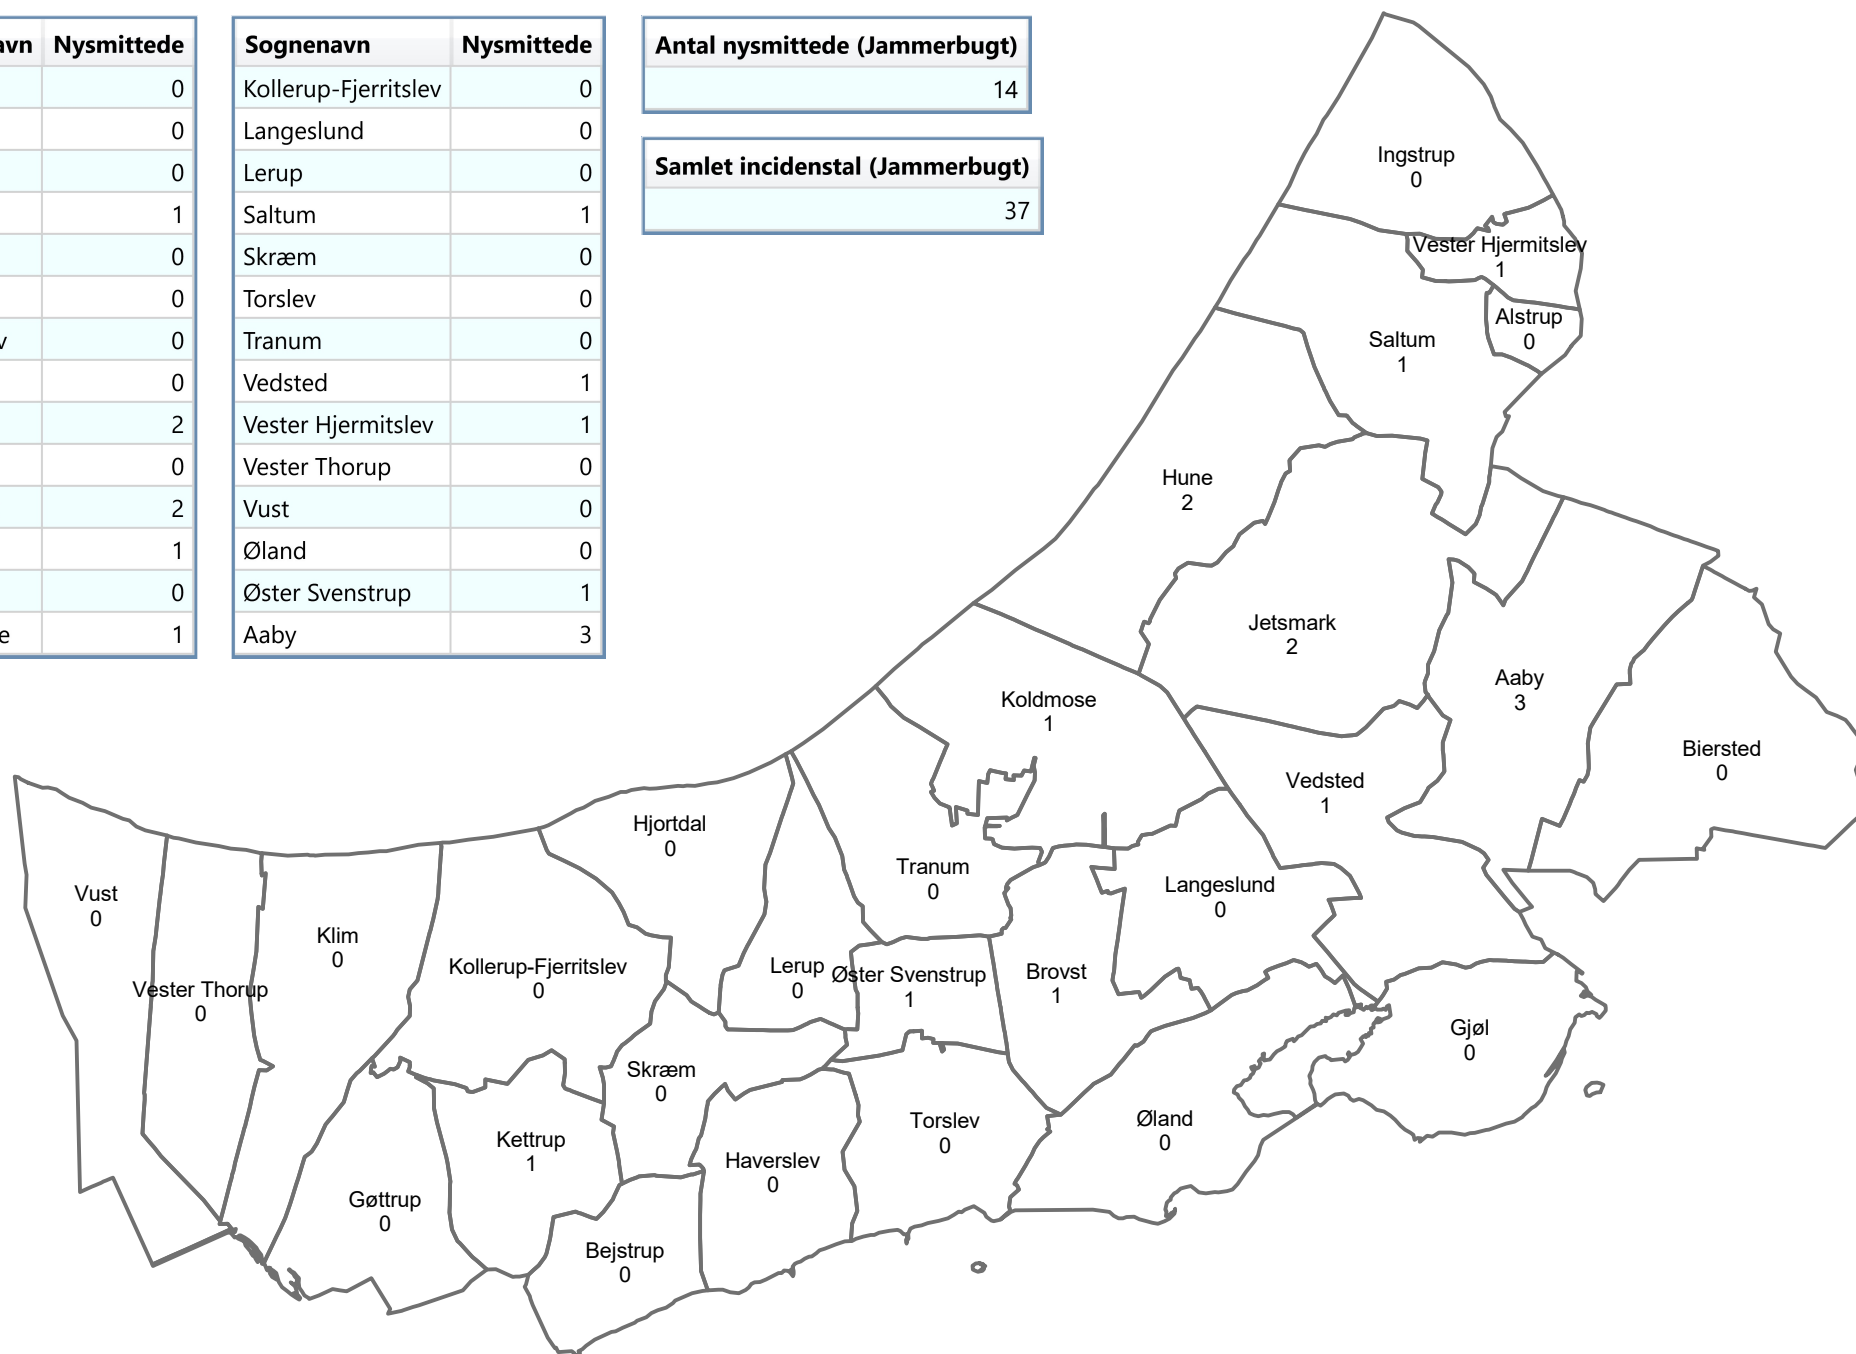 avn Nysmittede
0
0
0
1
0
0
v 0
0
2
0
2
1
0
e 1
Sognenavn Nysmittede
Kollerup-Fjerritslev 0
Langeslund 0
Lerup 0
Saltum 1
Skræm 0
Torslev 0
Tranum 0
Vedsted 1
Vester Hjermitslev 1
Vester Thorup 0
Vust 0
Øland 0
Øster Svenstrup 1
Aaby 3
Antal nysmittede (Jammerbugt)
14
Samlet incidenstal (Jammerbugt)
37
Ingstrup
0
Vester Hjermitslev
1
Alstrup
0
Saltum
1
Hune
2
Jetsmark
2
Aaby
3
Koldmose
1
Biersted
0
Vedsted
1
Hjortdal
0
Tranum
0
Langeslund
0
Vust
0
Klim
0
Kollerup-Fjerritslev
0
Lerup
0
Øster Svenstrup
1
Brovst
1
Vester Thorup
0
Gjøl
0
Skræm
0
Torslev
0
Øland
0
Kettrup
1
Haverslev
0
Gøttrup
0
Bejstrup
0